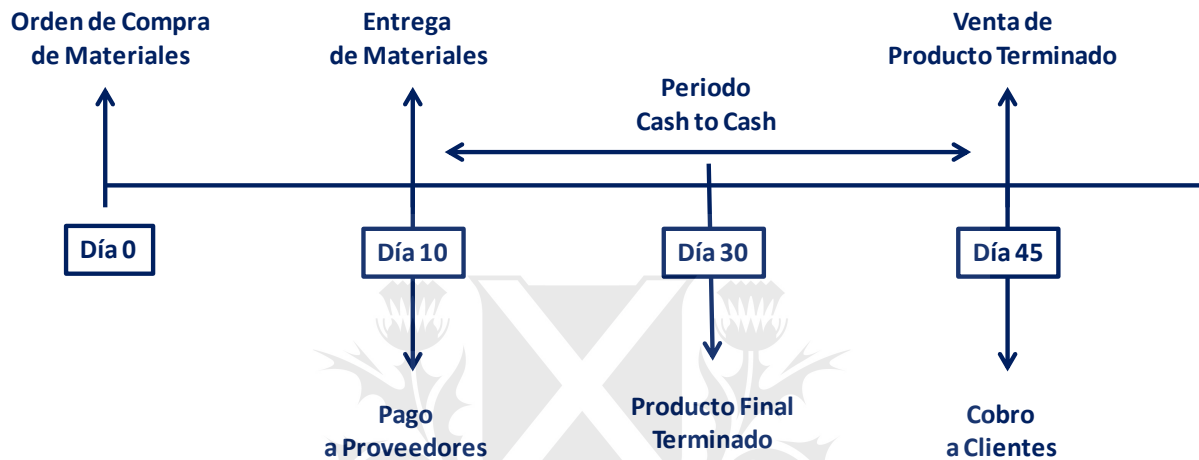 Orden de Compra
de Materiales
Entrega
de Materiales
Venta de
Producto Terminado
Periodo
Cash to Cash
Día 0
Día 10
Día 30
Día 45
Pago
a Proveedores
Producto Final
Terminado
Cobro
a Clientes